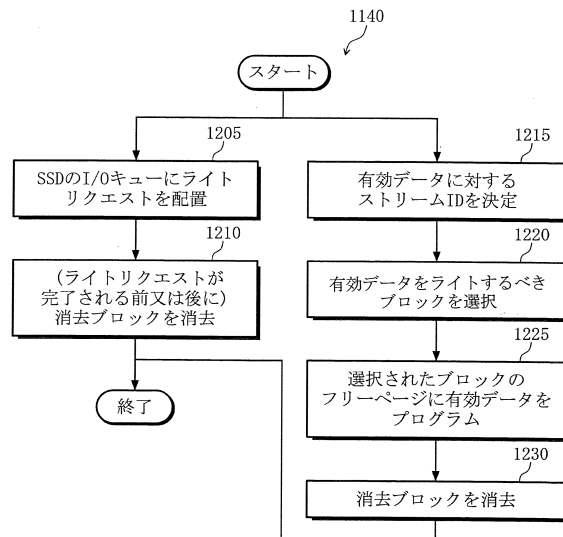 1140
スタート
1205
SSDのI/Oキューにライト
リクエストを配置
1210
(ライトリクエストが
完了される前又は後に)
消去ブロックを消去
終了
1215
有効データに対する
ストリームIDを決定
1220
有効データをライトするべき
ブロックを選択
1225
選択されたブロックの
フリーページに有効データを
プログラム
1230
消去ブロックを消去